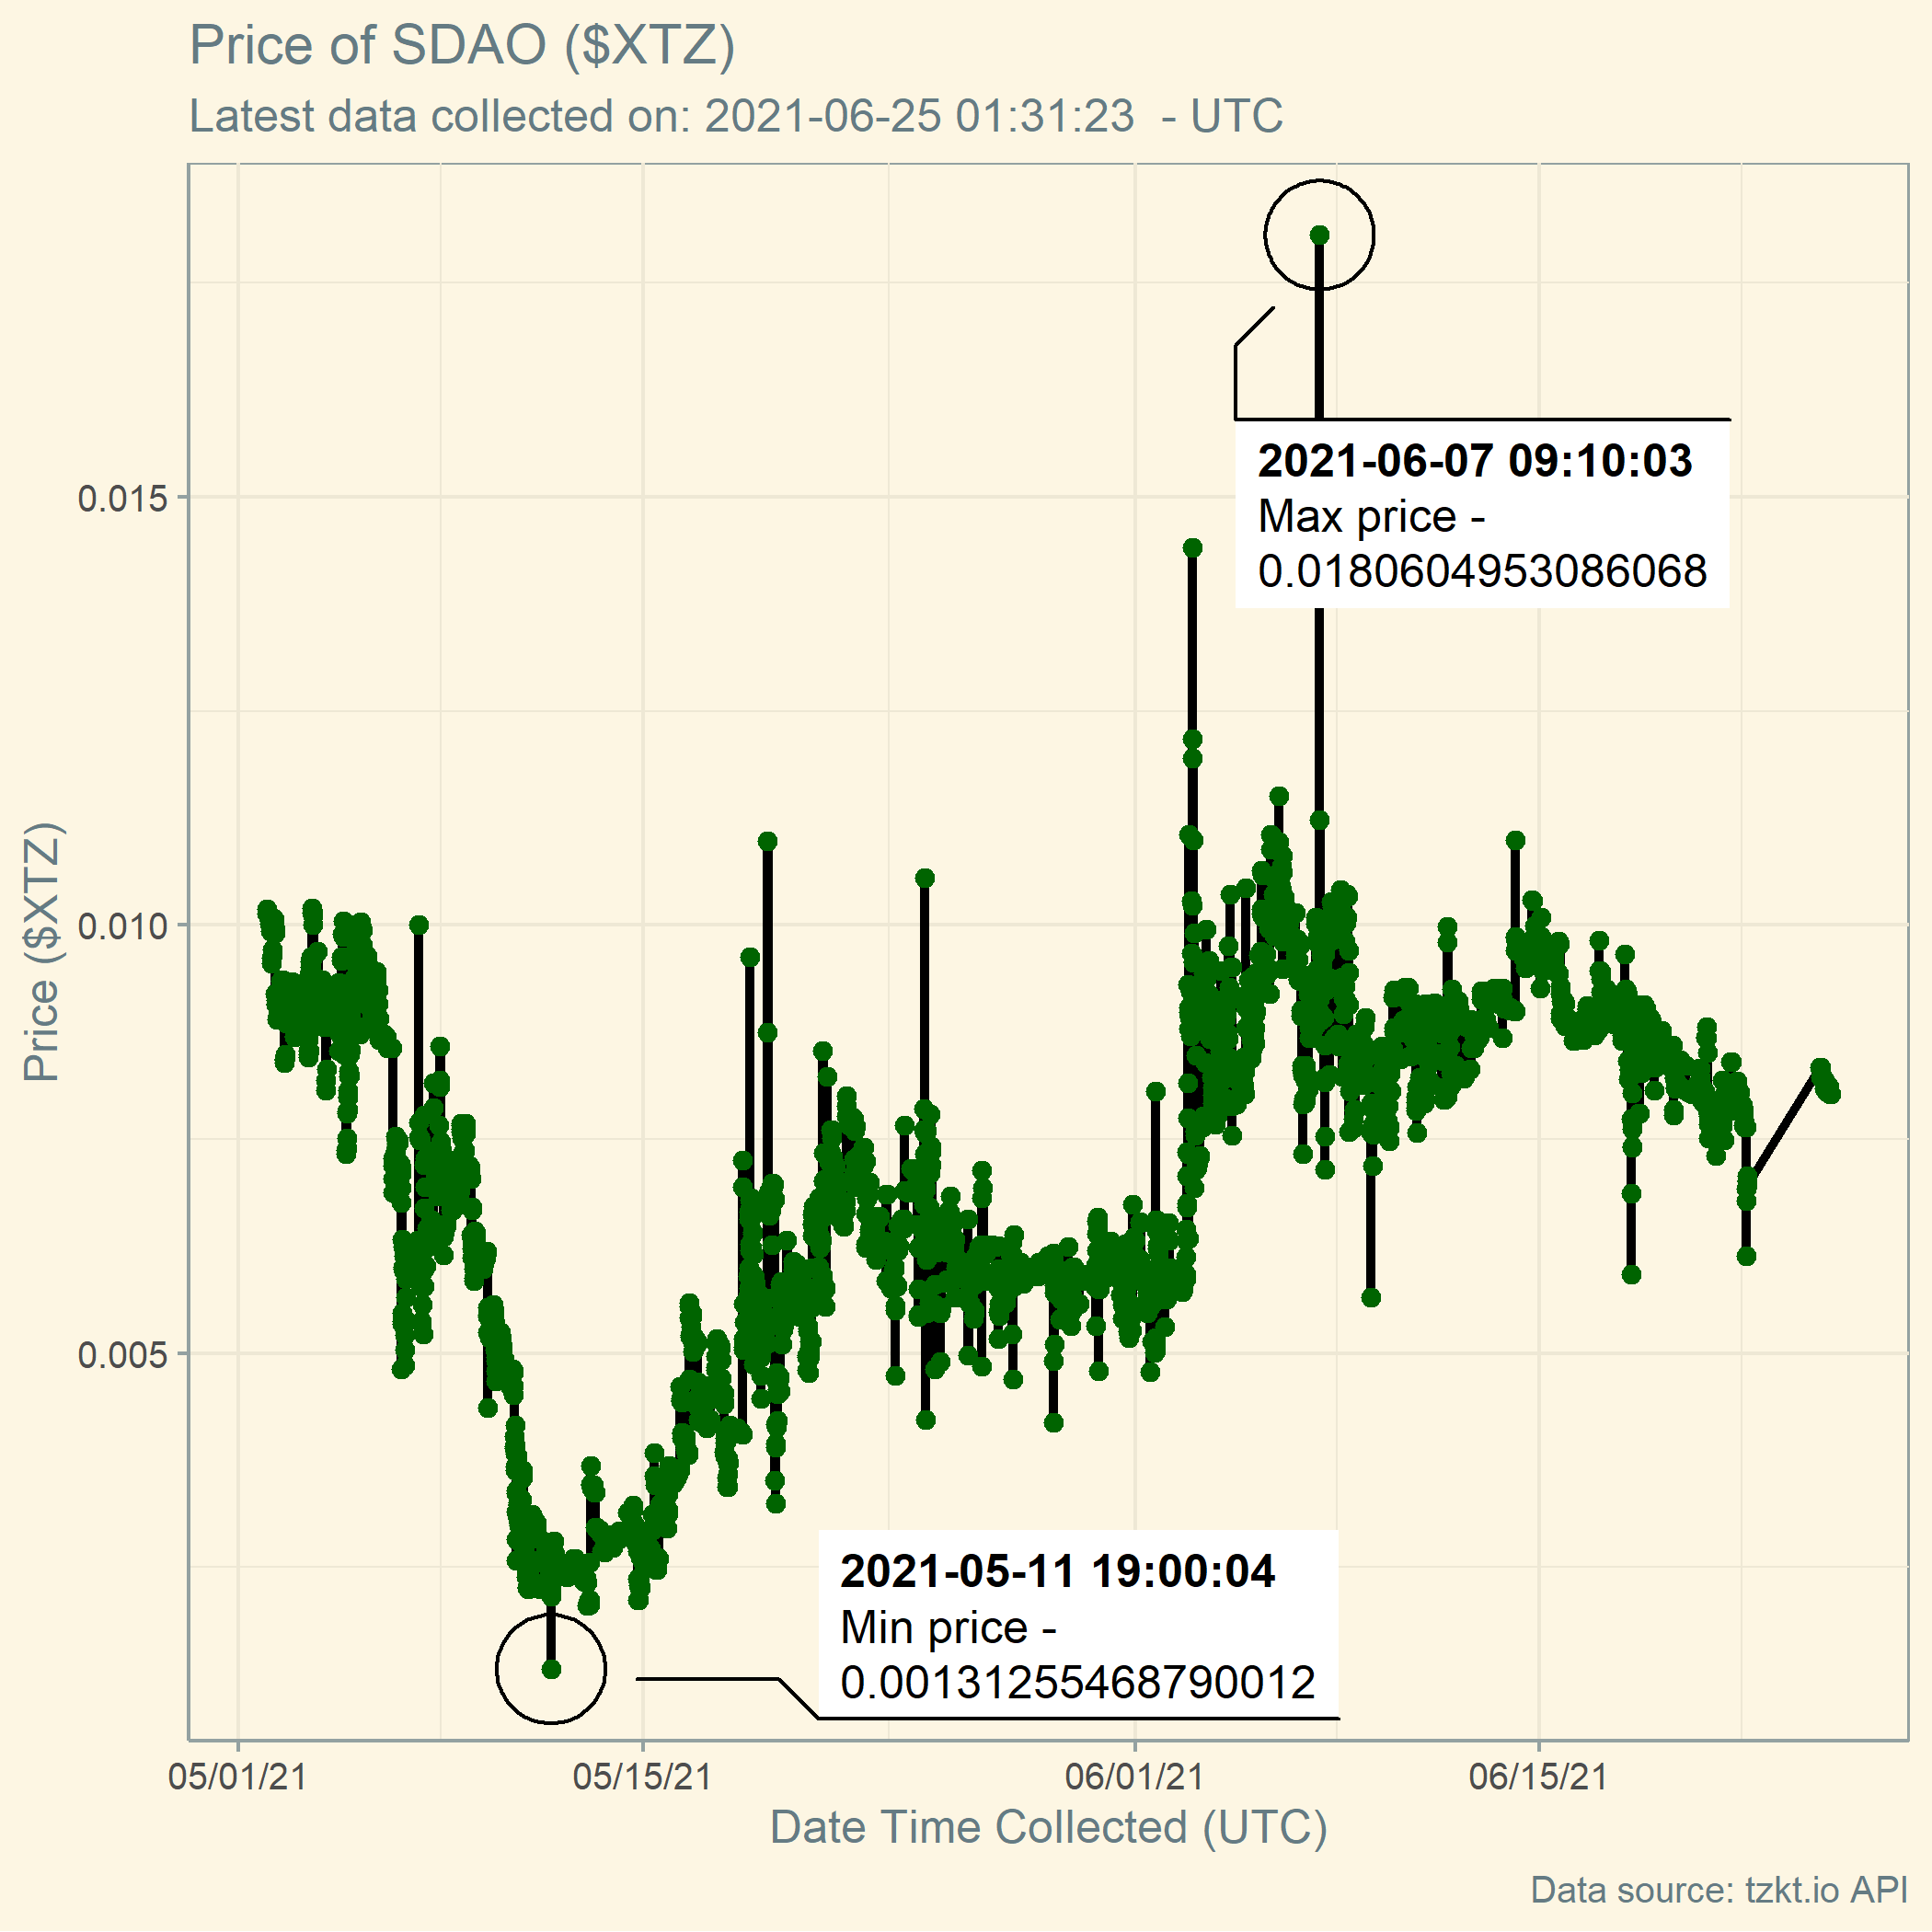 Price of SDAO ($XTZ)
Latest data collected on: 2021-06-25 01:31:23  - UTC
2021-06-07 09:10:03
Max price -
0.0180604953086068
0.015
0.010
0.005
Price ($XTZ)
2021-05-11 19:00:04
Min price -
0.00131255468790012
05/01/21
05/15/21
06/01/21
06/15/21
Date Time Collected (UTC)
Data source: tzkt.io API